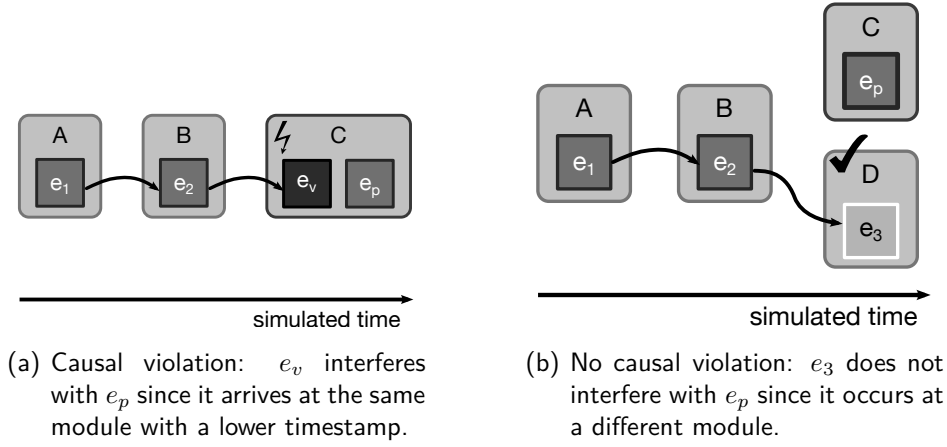 A
B
C
e1
e2
ev
ep
simulated time
(a) Causal violation: ev interferes
with ep since it arrives at the same
module with a lower timestamp.
C
ep
A
B
D
e1
e2
e3
simulated time
(b) No causal violation: e3 does not
interfere with ep since it occurs at
a different module.